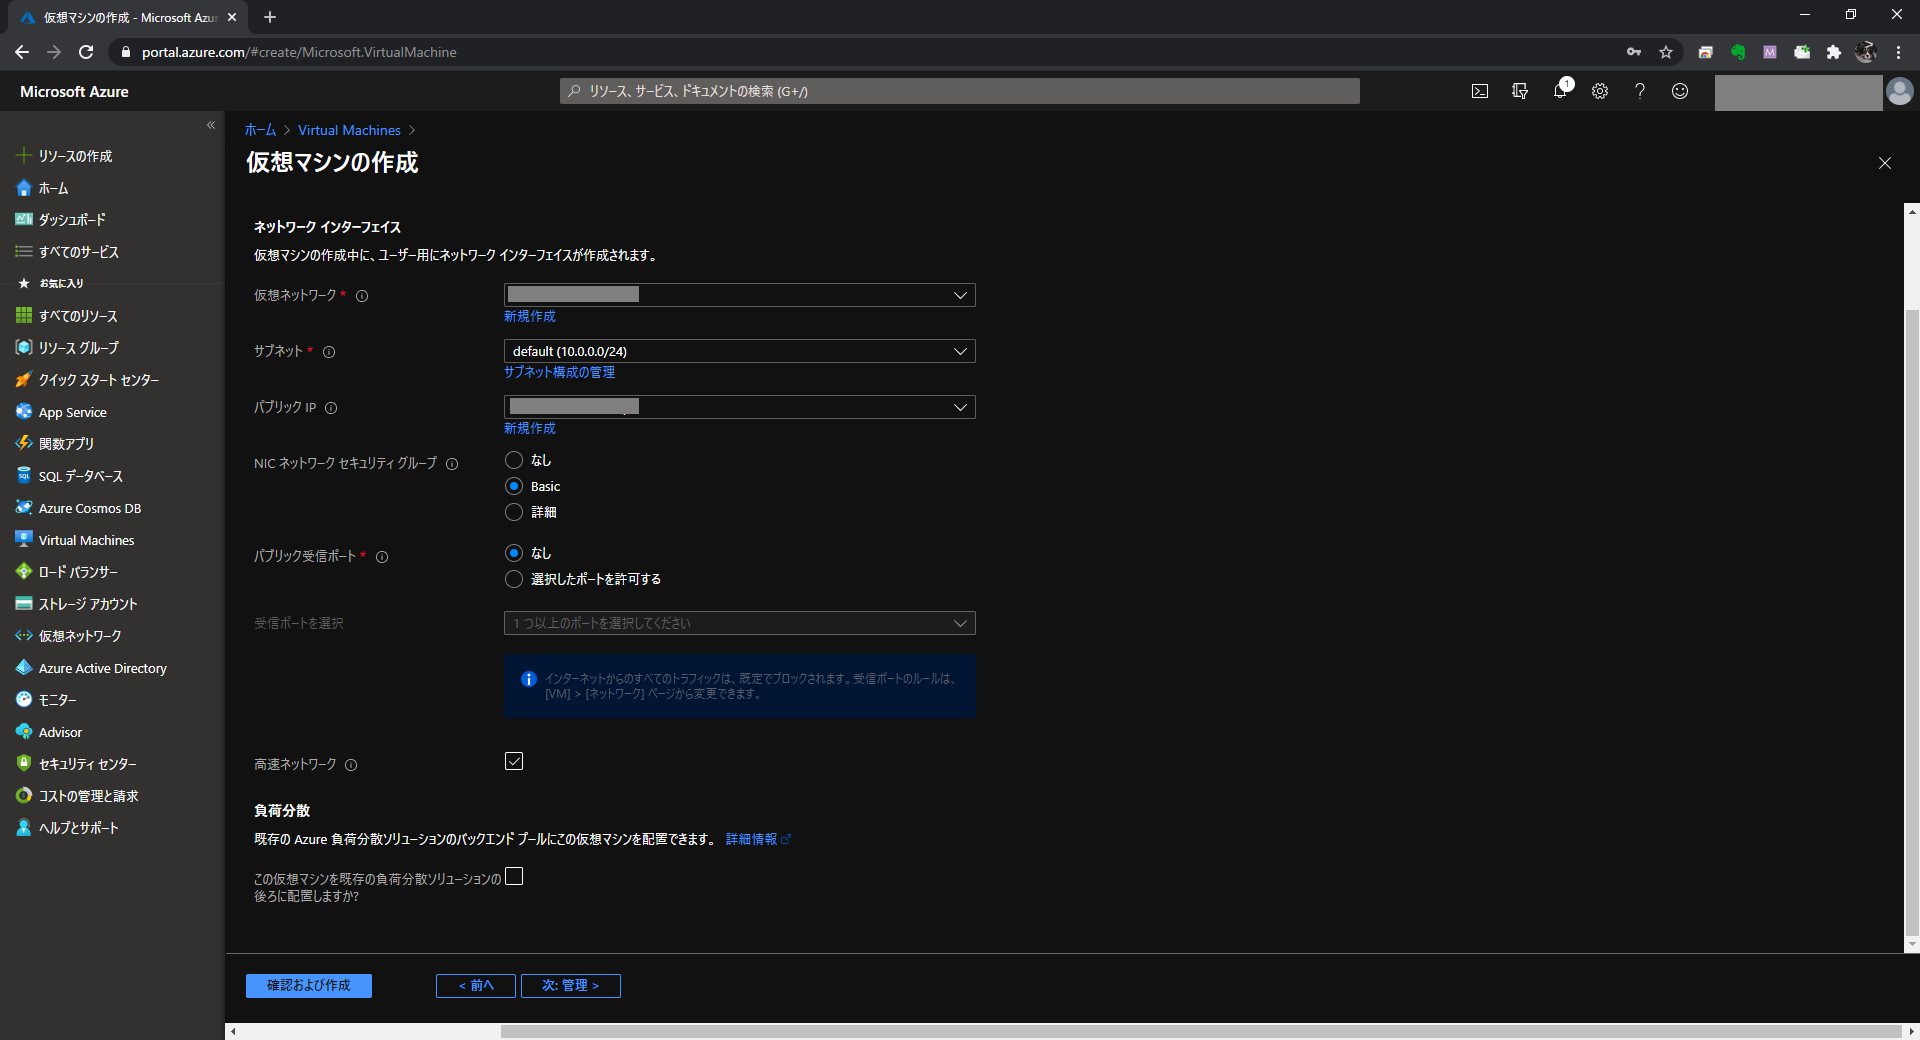 仮想マシンの作成 - Microsoft Azur
portal.azure.com/#create/Microsoft.VirtualMachine
Microsoft Azure
リソース、サービス、ドキュメントの検索 (G+/)
1
リソースの作成
ホーム
ダッシュボード
すべてのサービス
お気に入り
すべてのリソース
リソース グループ
クイック スタート センター
App Service
関数アプリ
SQL データベース
Azure Cosmos DB
Virtual Machines
ロード バランサー
ストレージ アカウント
仮想ネットワーク
Azure Active Directory
モニター
Advisor
セキュリティ センター
コストの管理と請求
ヘルプとサポート
ホーム > Virtual Machines >
仮想マシンの作成
ネットワーク インターフェイス
仮想マシンの作成中に、ユーザー用にネットワーク インターフェイスが作成されます。
仮想ネットワーク *
新規作成
サブネット *
default (10.0.0.0/24)
サブネット構成の管理
パブリック IP
新規作成
NIC ネットワーク セキュリティ グループ
なし
Basic
詳細
パブリック受信ポート *
なし
選択したポートを許可する
受信ポートを選択
1 つ以上のポートを選択してください
インターネットからのすべてのトラフィックは、既定でブロックされます。受信ポートのルールは、
[VM] > [ネットワーク] ページから変更できます。
高速ネットワーク
負荷分散
既存の Azure 負荷分散ソリューションのバックエンド プールにこの仮想マシンを配置できます。 詳細情報
この仮想マシンを既存の負荷分散ソリューションの
後ろに配置しますか?
確認および作成
< 前へ
次: 管理 >